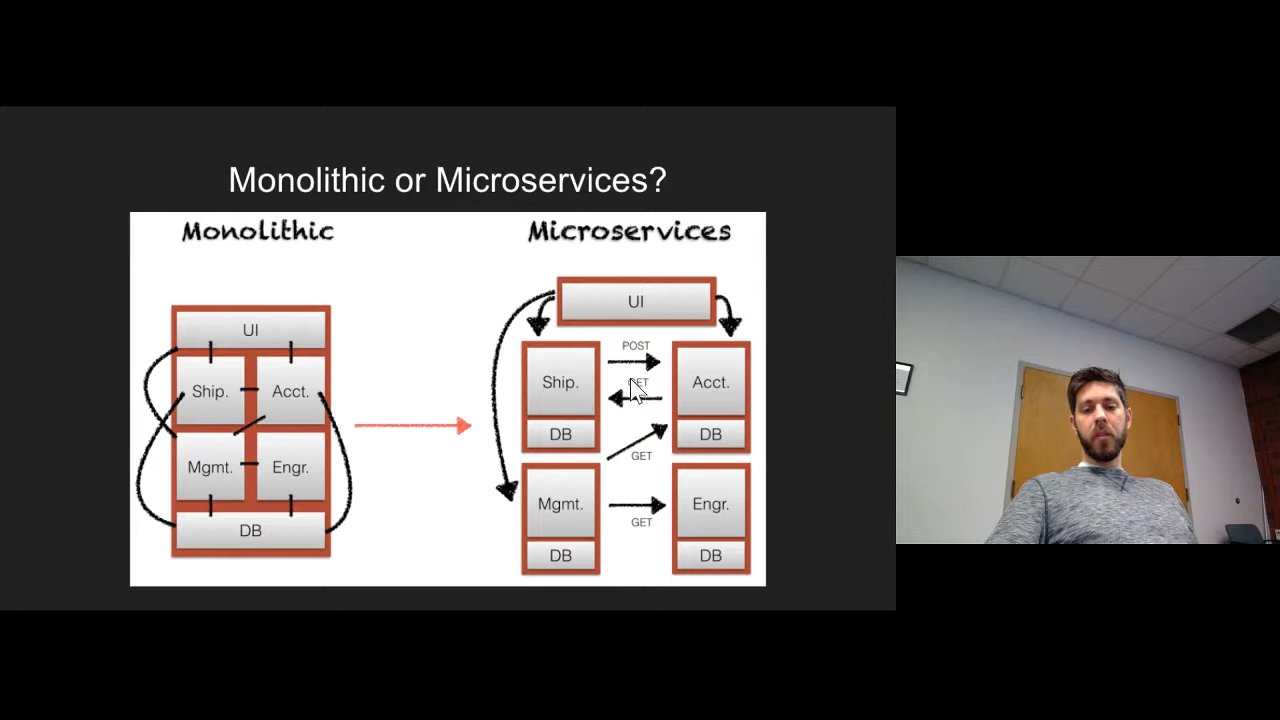 Monolithic or Microservices?
Monolithic
UI
Ship.
Acct.
Mgmt.
Engr.
DB
Microservices
UI
POST
Ship.
Acct.
DB
DB
GET
Mgmt.
Engr.
GET
DB
DB